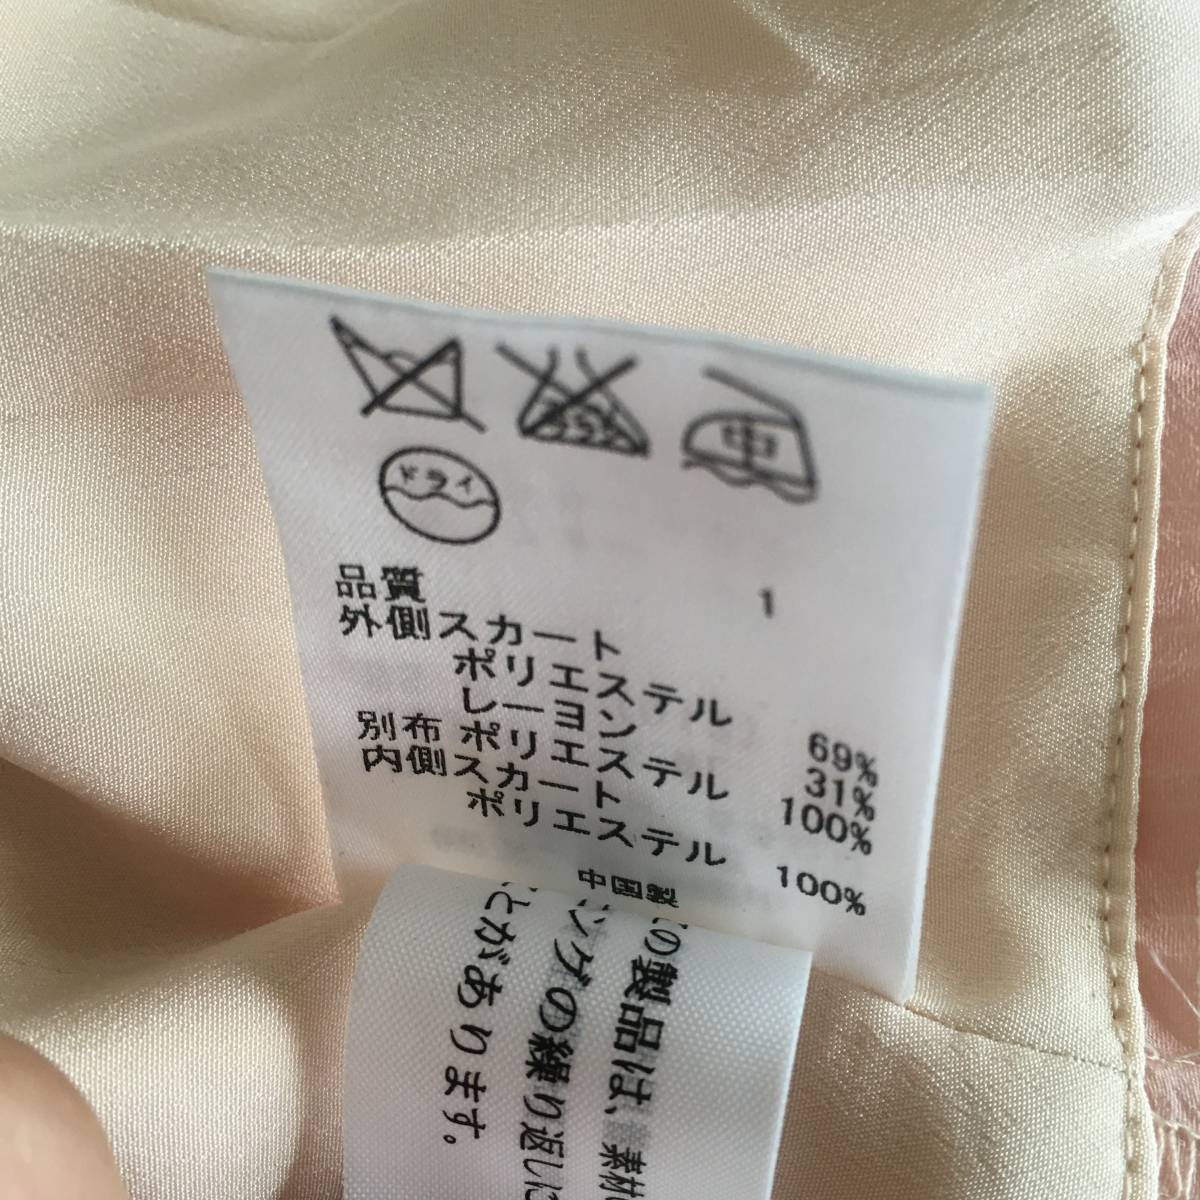 中
ドライ
品質 1
外側スカート
ポリエステル 69%
レーヨン 31%
別布 ポリエステル 100%
内側スカート
ポリエステル 100%
中国製
の製品は、素材
ングの繰り返しに
とがあります。